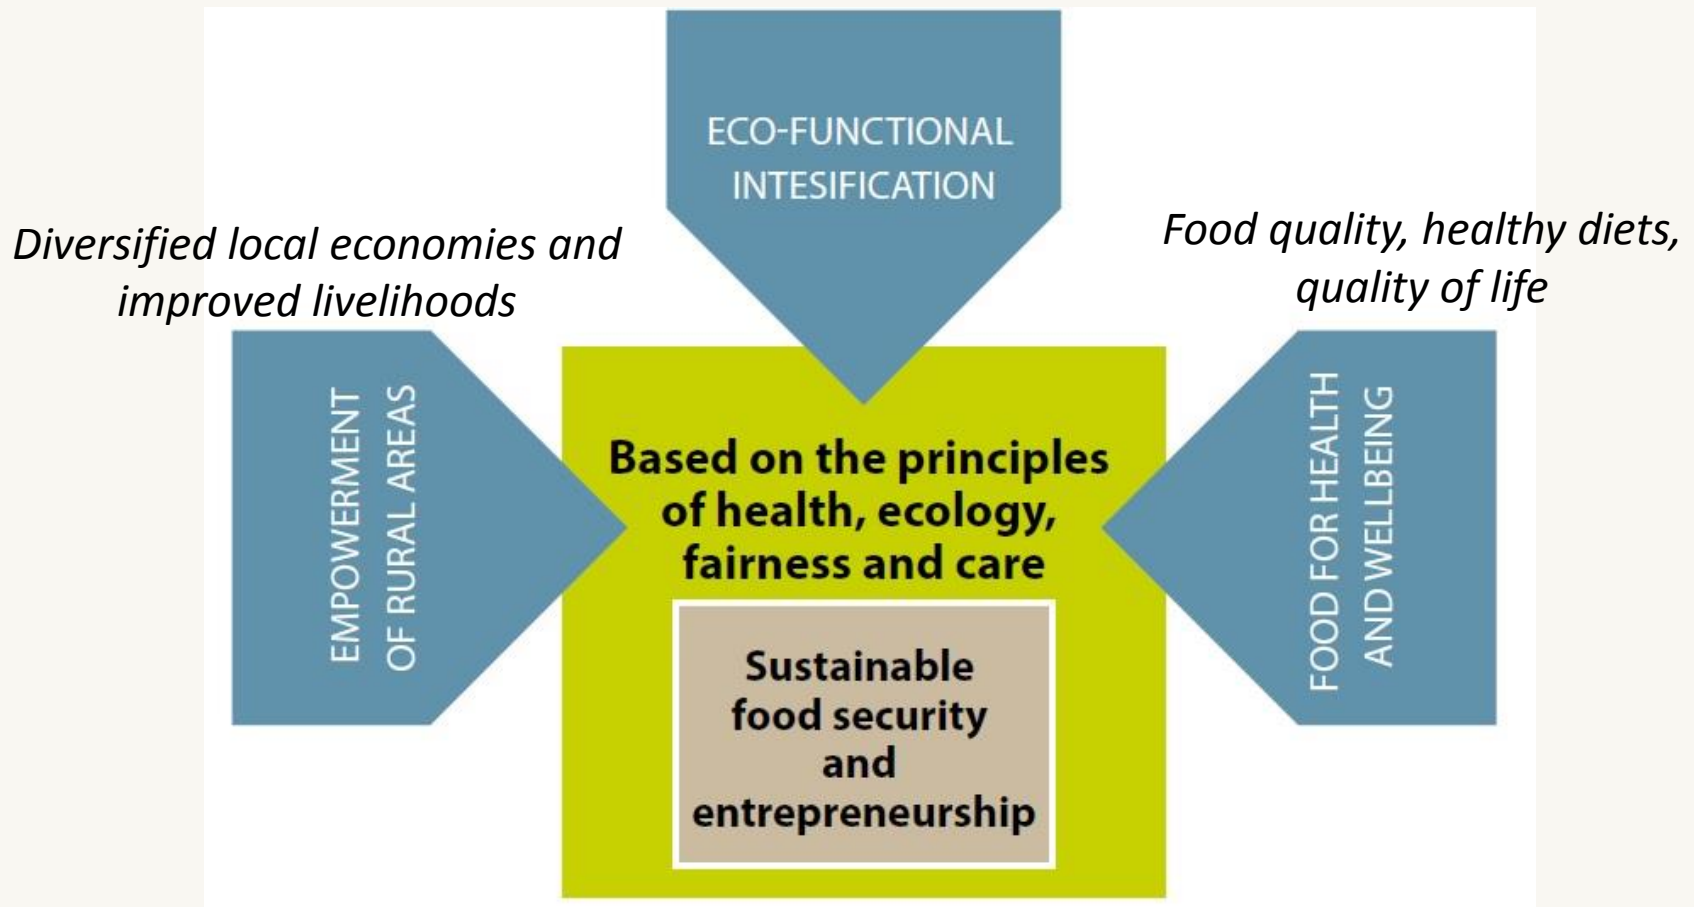 ECO-FUNCTIONAL
INTESIFICATION
Diversified local economies and
improved livelihoods
Food quality, healthy diets,
quality of life
EMPOWERMENT
OF RURAL AREAS
Based on the principles
of health, ecology,
fairness and care
Sustainable
food security
and
entrepreneurship
FOOD FOR HEALTH
AND WELLBEING